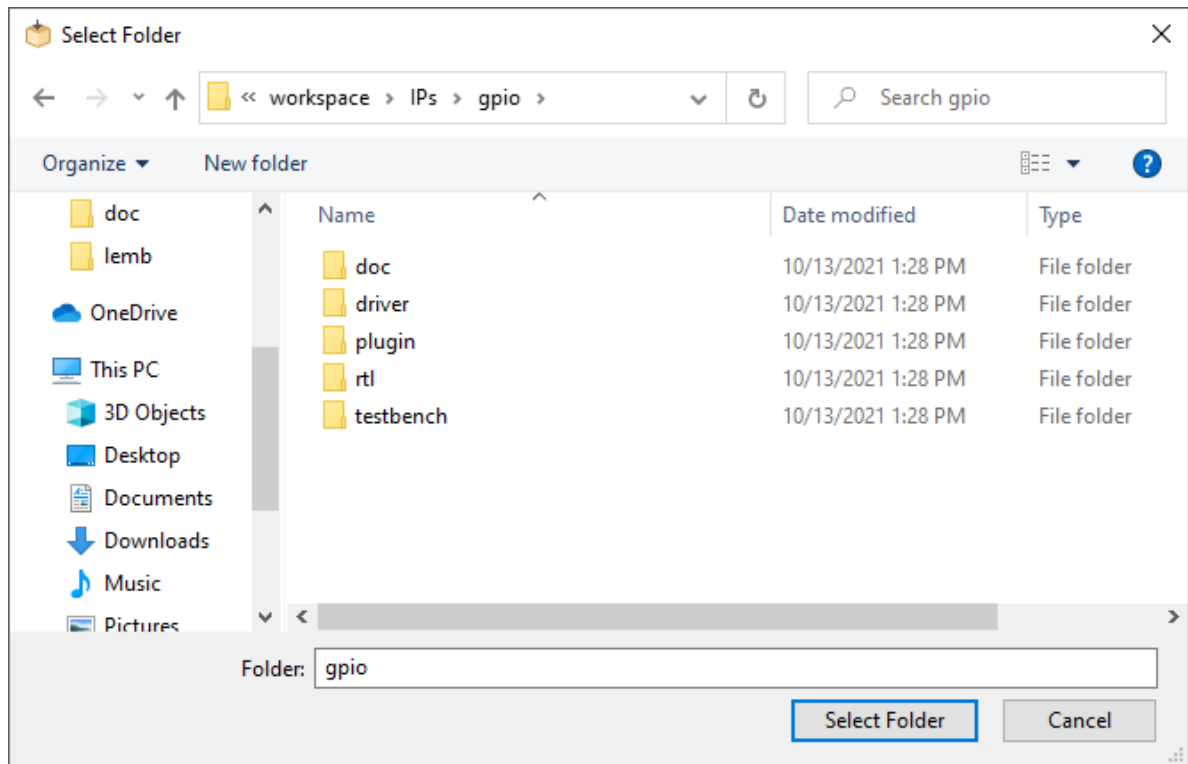 Select Folder
« workspace › IPs › gpio ›
Search gpio
Organize
New folder
doc
lemb
OneDrive
This PC
3D Objects
Desktop
Documents
Downloads
Music
Pictures
Name Date modified Type
doc 10/13/2021 1:28 PM File folder
driver 10/13/2021 1:28 PM File folder
plugin 10/13/2021 1:28 PM File folder
rtl 10/13/2021 1:28 PM File folder
testbench 10/13/2021 1:28 PM File folder
Folder: gpio
Select Folder Cancel